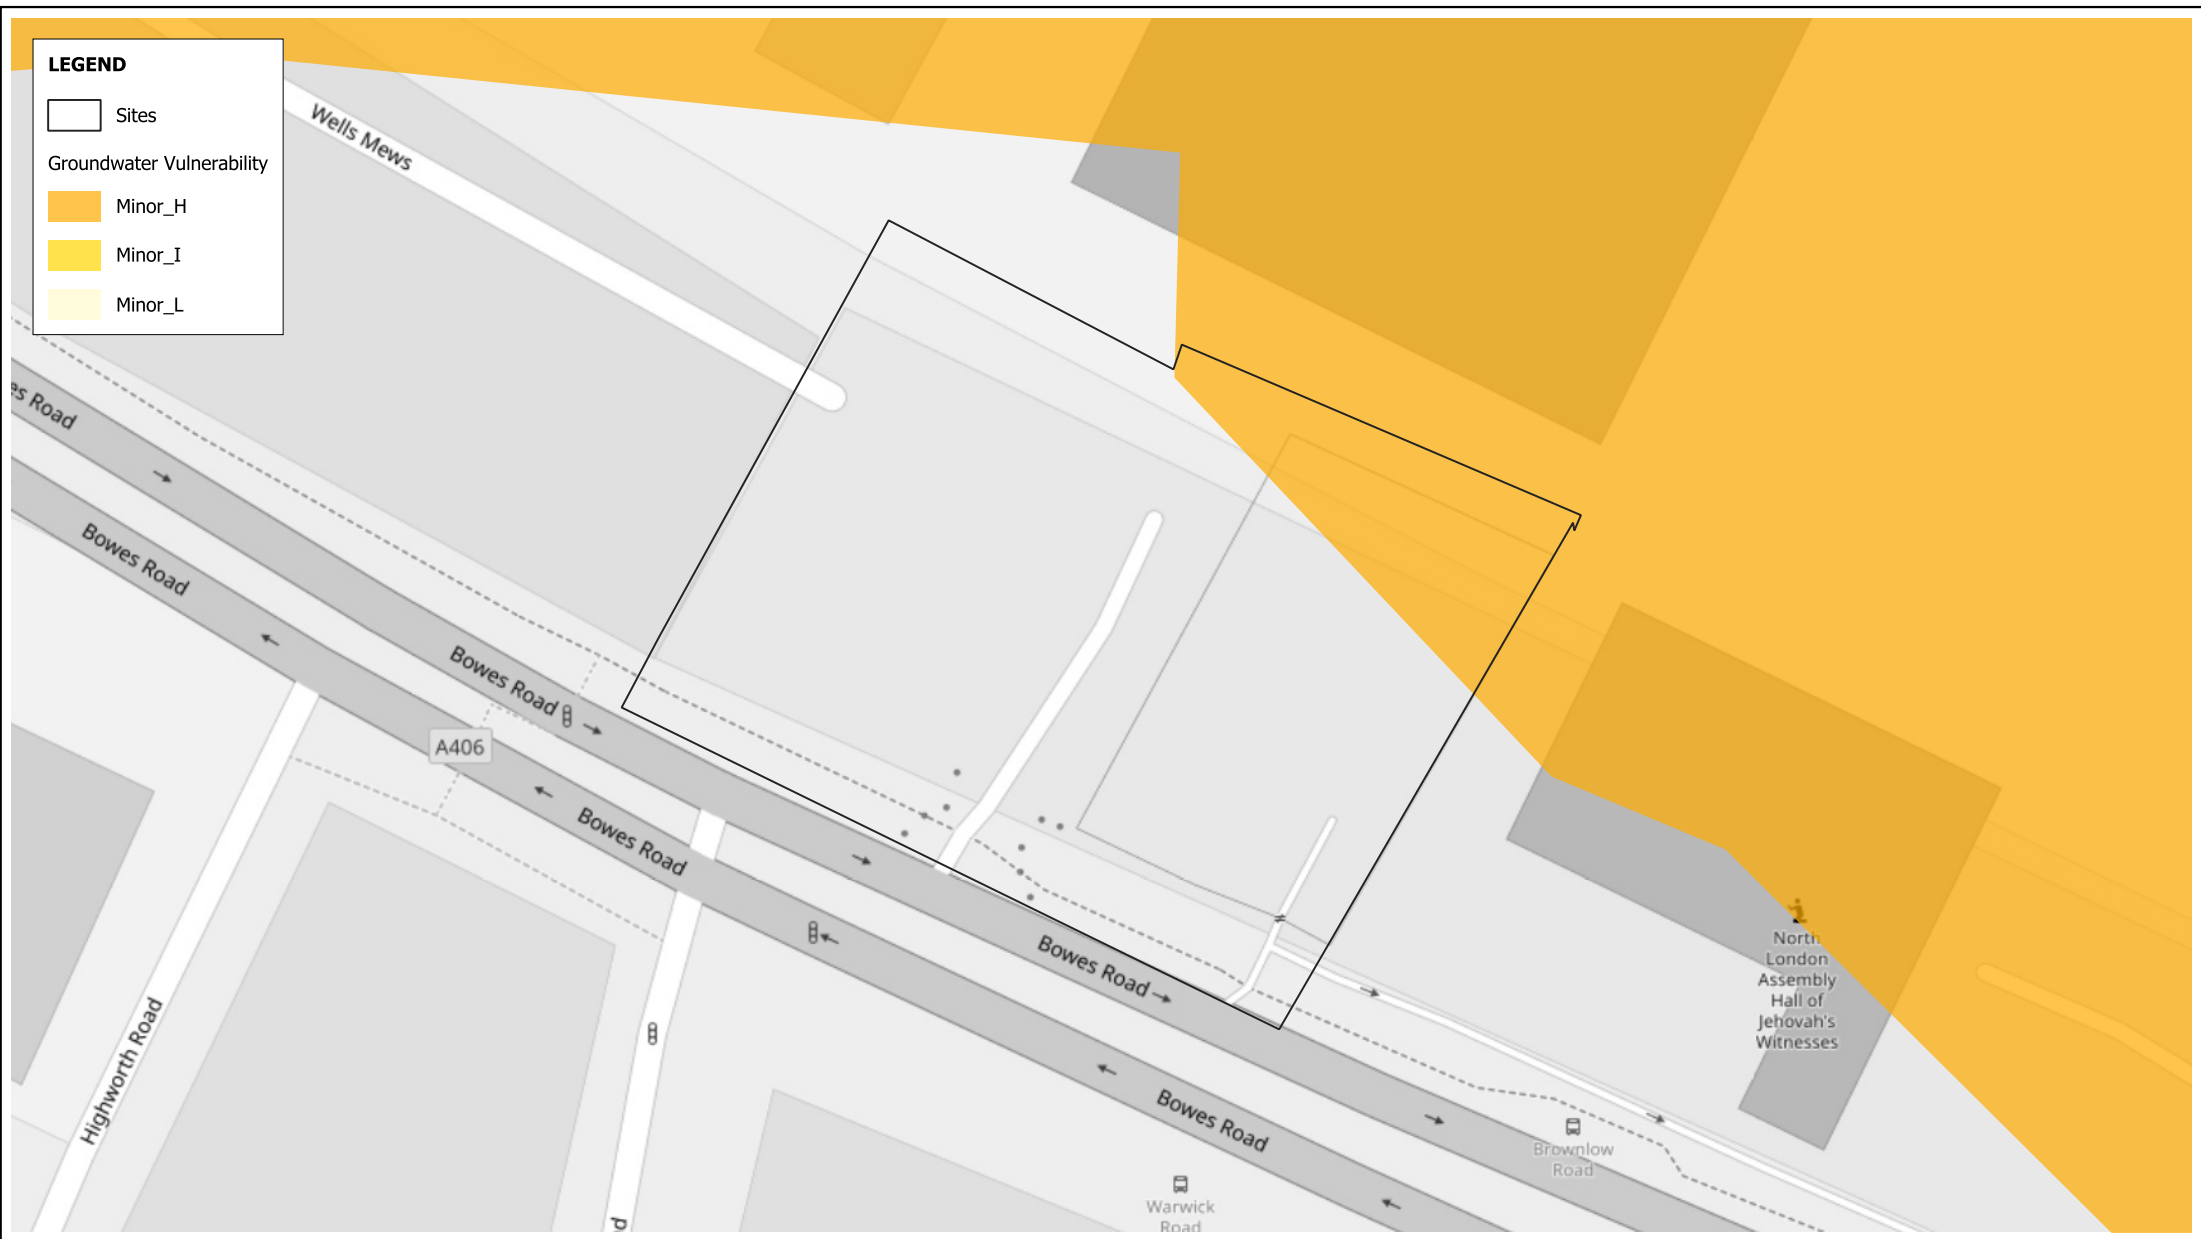 LEGEND
Sites
Groundwater Vulnerability
Minor_H
Minor_I
Minor_L
Wells Mews
es Road
Bowes Road
Bowes Road
A406
Bowes Road
Bowes Road
Bowes Road
Highworth Road
North
London
Assembly
Hall of
Jehovah's
Witnesses
Brownlow
Road
Warwick
Road
d